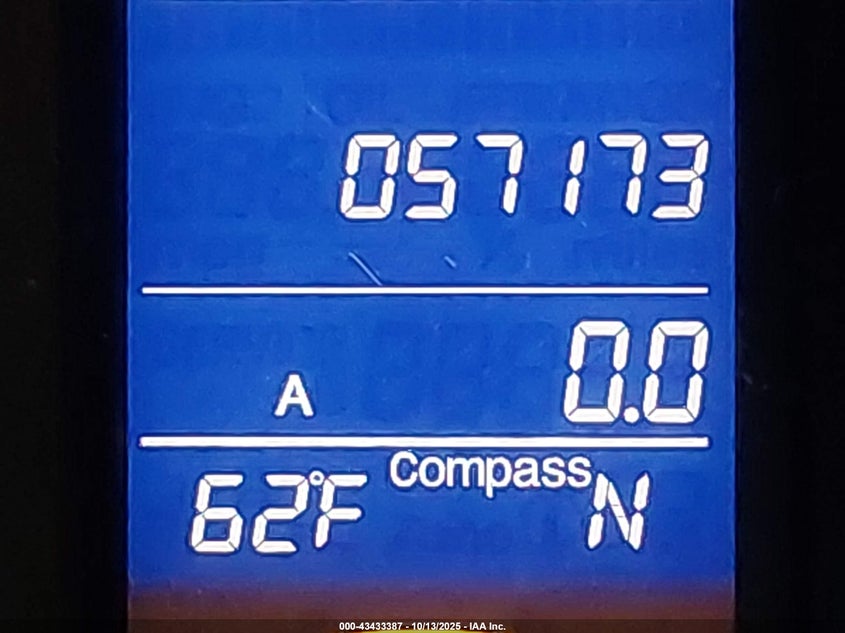 057173
A 0.0
Compass
62°F N
000-43433387 - 10/13/2025 - IAA Inc.